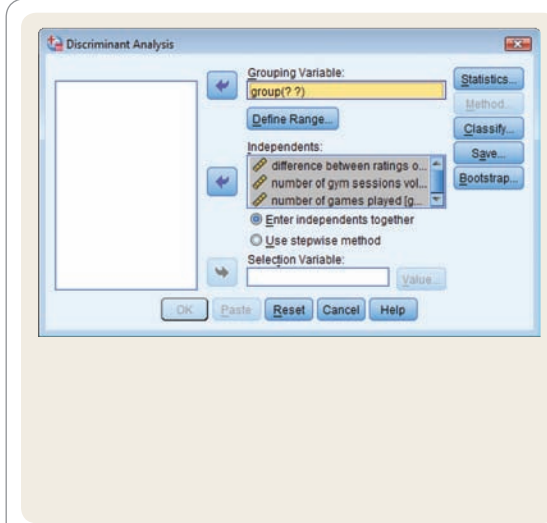 Discriminant Analysis
Grouping Variable:
group(? ?)
Define Range...
Independents:
difference between ratings o...
number of gym sessions vol...
number of games played [g...
Enter independents together
Use stepwise method
Selection Variable:
Value...
Statistics...
Method...
Classify...
Save...
Bootstrap...
OK Paste Reset Cancel Help